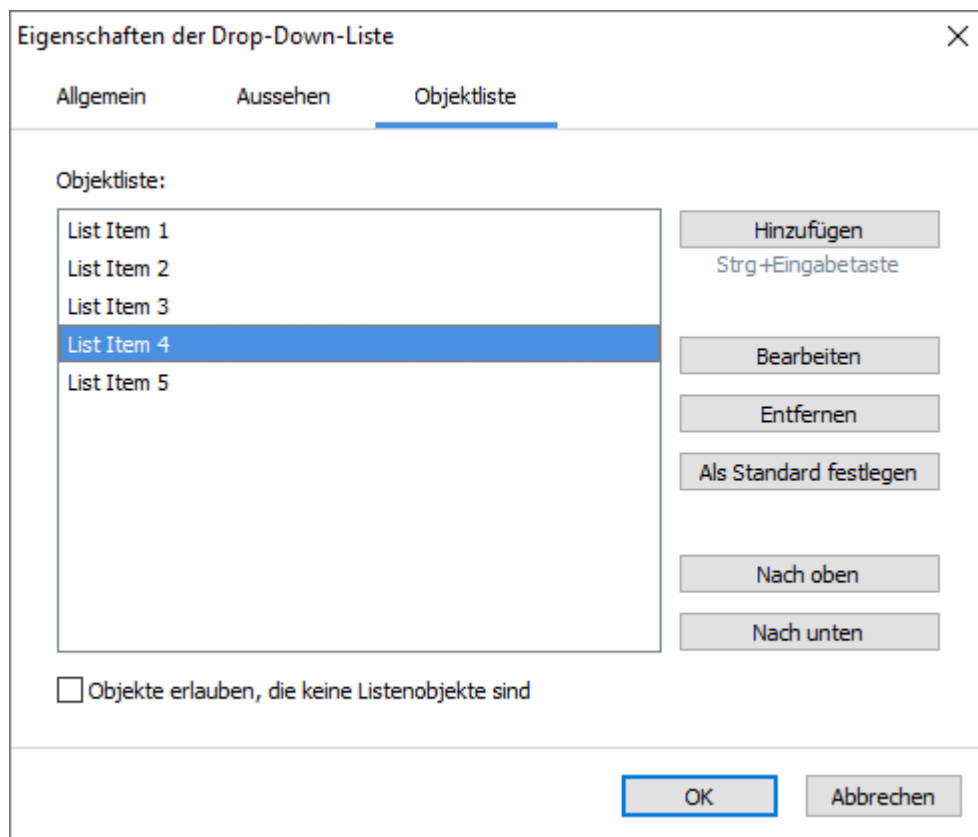 Eigenschaften der Drop-Down-Liste
Allgemein Aussehen Objektliste
Objektliste:
List Item 1
List Item 2
List Item 3
List Item 4
List Item 5
Hinzufügen
Strg+Eingabetaste
Bearbeiten
Entfernen
Als Standard festlegen
Nach oben
Nach unten
Objekte erlauben, die keine Listenobjekte sind
OK Abbrechen